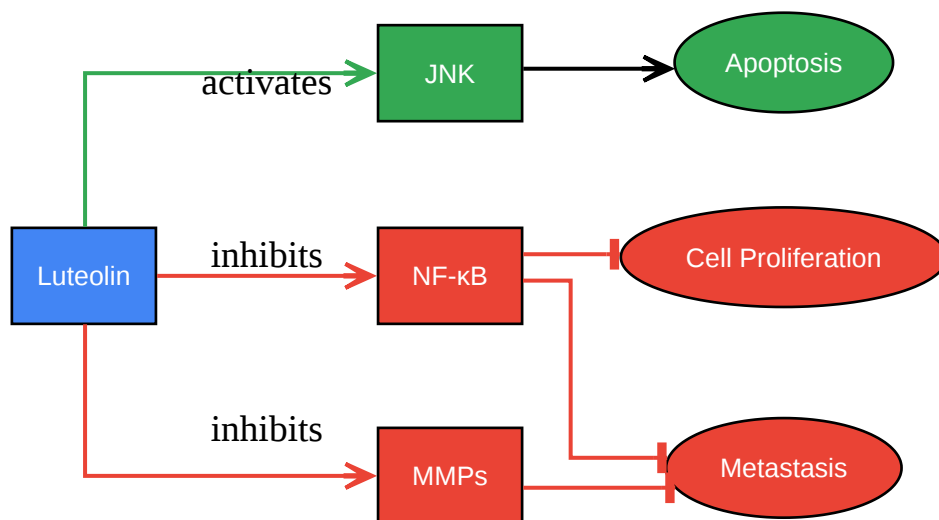 activates
JNK
Apoptosis
Luteolin
inhibits
NF-κB
Cell Proliferation
inhibits
MMPs
Metastasis